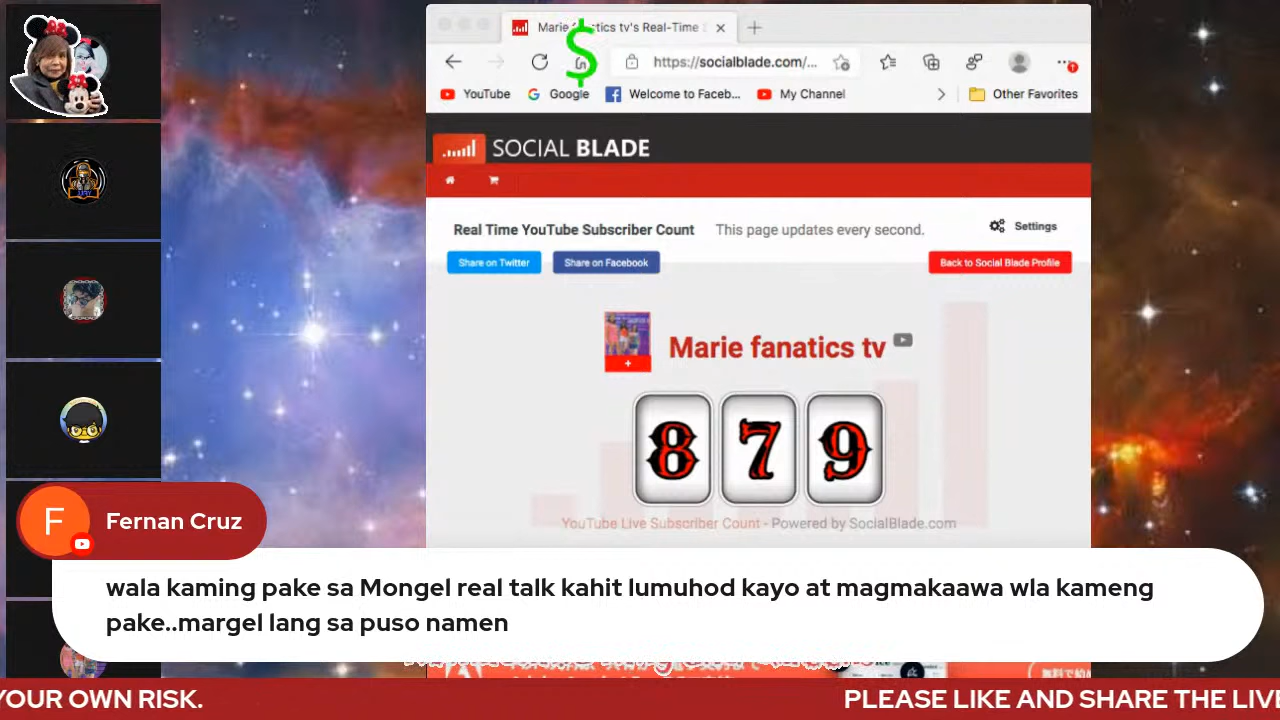 Marie fanatics tv's Real-Time
https://socialblade.com/...
YouTube
Google
Welcome to Faceb...
My Channel
Other Favorites
SOCIAL BLADE
Real Time YouTube Subscriber Count
This page updates every second.
Settings
Share on Twitter
Share on Facebook
Back to Social Blade Profile
Marie fanatics tv
879
YouTube Live Subscriber Count - Powered by SocialBlade.com
F
Fernan Cruz
wala kaming pake sa Mongel real talk kahit lumuhod kayo at magmakaawa wla kameng
pake..margel lang sa puso namen
YOUR OWN RISK.
PLEASE LIKE AND SHARE THE LIVE